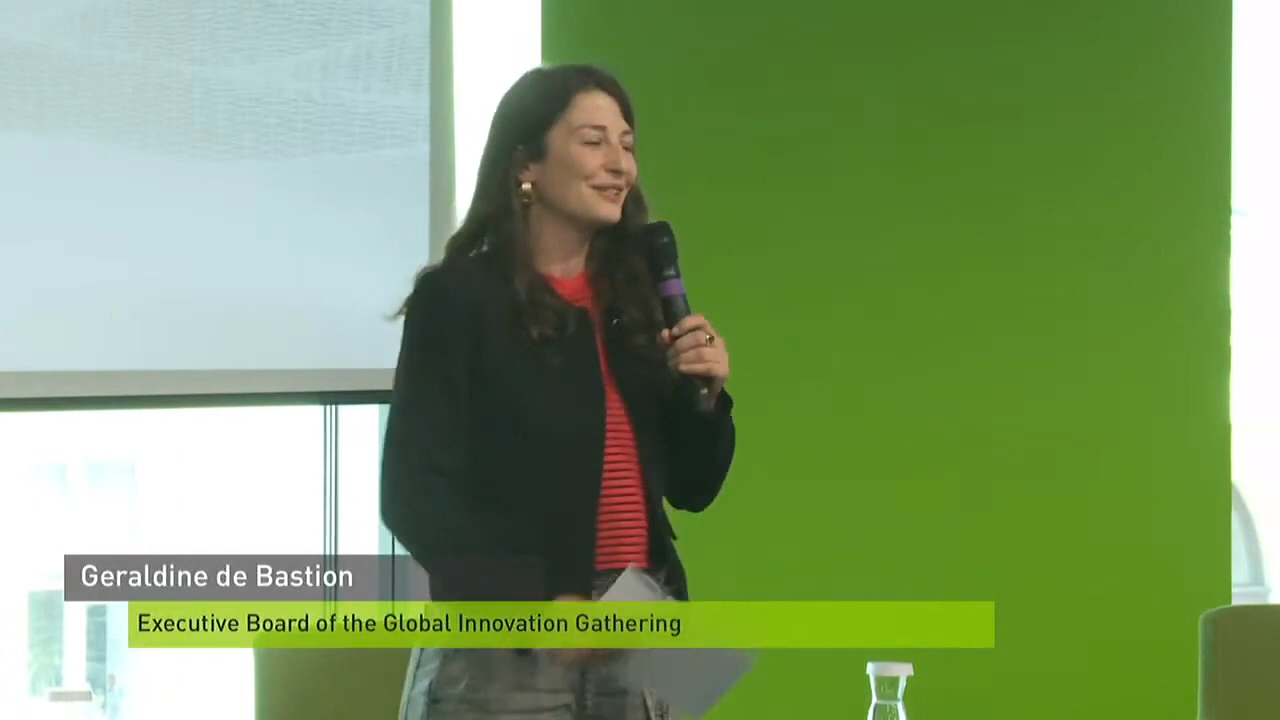 Geraldine de Bastion
Executive Board of the Global Innovation Gathering